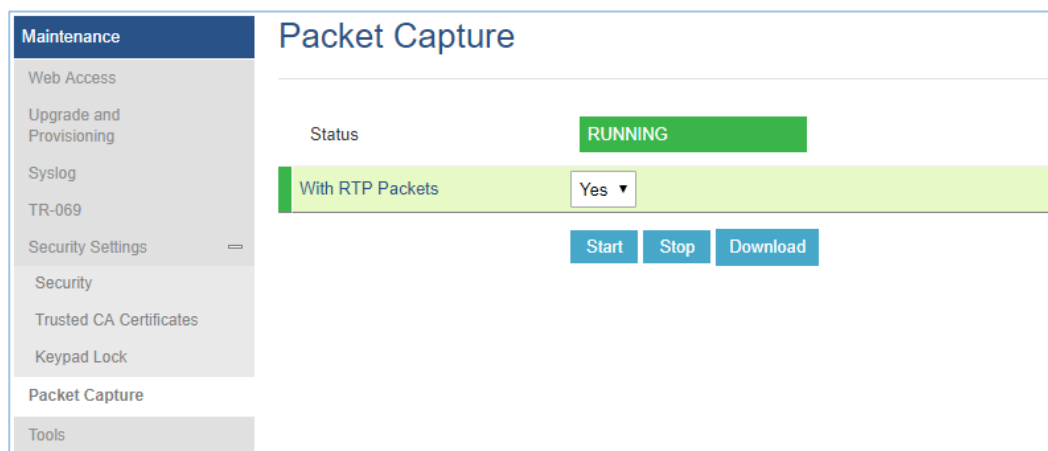 Maintenance
Web Access
Upgrade and
Provisioning
Syslog
TR-069
Security Settings
Security
Trusted CA Certificates
Keypad Lock
Packet Capture
Tools
Packet Capture
Status RUNNING
With RTP Packets Yes
Start Stop Download